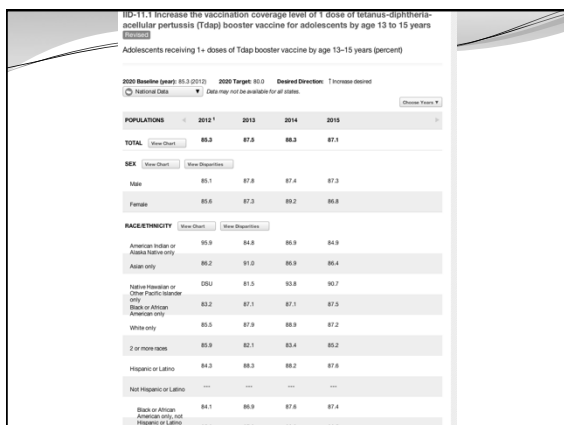 IID-11.1 Increase the vaccination coverage level of 1 dose of tetanus-diphtheria-
acellular pertussis (Tdap) booster vaccine for adolescents by age 13 to 15 years
Revised
Adolescents receiving 1+ doses of Tdap booster vaccine by age 13–15 years (percent)
2020 Baseline (year): 85.3 (2012) 2020 Target: 80.0 Desired Direction: ↑ Increase desired
National Data ▼ Data may not be available for all states.
Choose Years ▼
POPULATIONS 2012 1 2013 2014 2015
TOTAL View Chart 85.3 87.5 88.3 87.1
SEX View Chart View Disparities
Male 85.1 87.8 87.4 87.3
Female 85.6 87.3 89.2 86.8
RACE/ETHNICITY View Chart View Disparities
American Indian or 95.9 84.8 86.9 84.9
Alaska Native only
Asian only 86.2 91.0 86.9 86.4
Native Hawaiian or DSU 81.5 93.8 90.7
Other Pacific Islander
only
Black or African 83.2 87.1 87.1 87.5
American only
White only 85.5 87.9 88.9 87.2
2 or more races 85.9 82.1 83.4 85.2
Hispanic or Latino 84.3 88.3 88.2 87.6
Not Hispanic or Latino --- --- --- ---
Black or African 84.1 86.9 87.6 87.4
American only, not
Hispanic or Latino